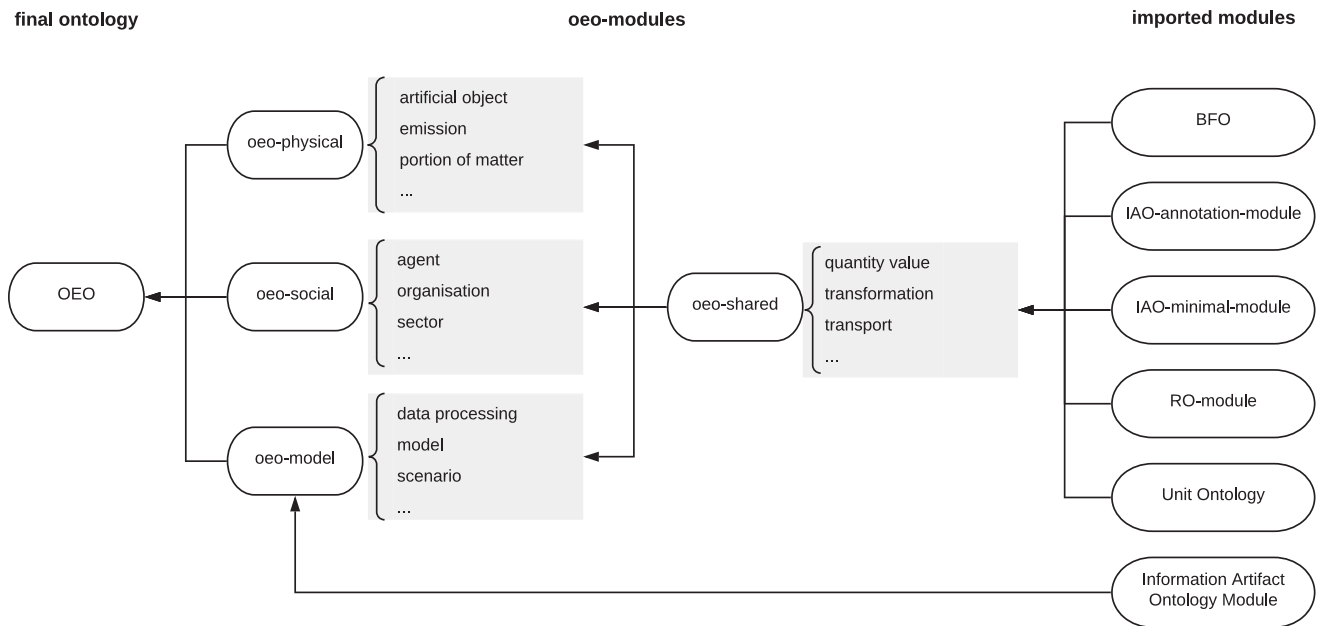 final ontology
oeo-modules
imported modules
OEO
oeo-physical
artificial object
emission
portion of matter
...
oeo-social
agent
organisation
sector
...
oeo-model
data processing
model
scenario
...
oeo-shared
quantity value
transformation
transport
...
BFO
IAO-annotation-module
IAO-minimal-module
RO-module
Unit Ontology
Information Artifact
Ontology Module